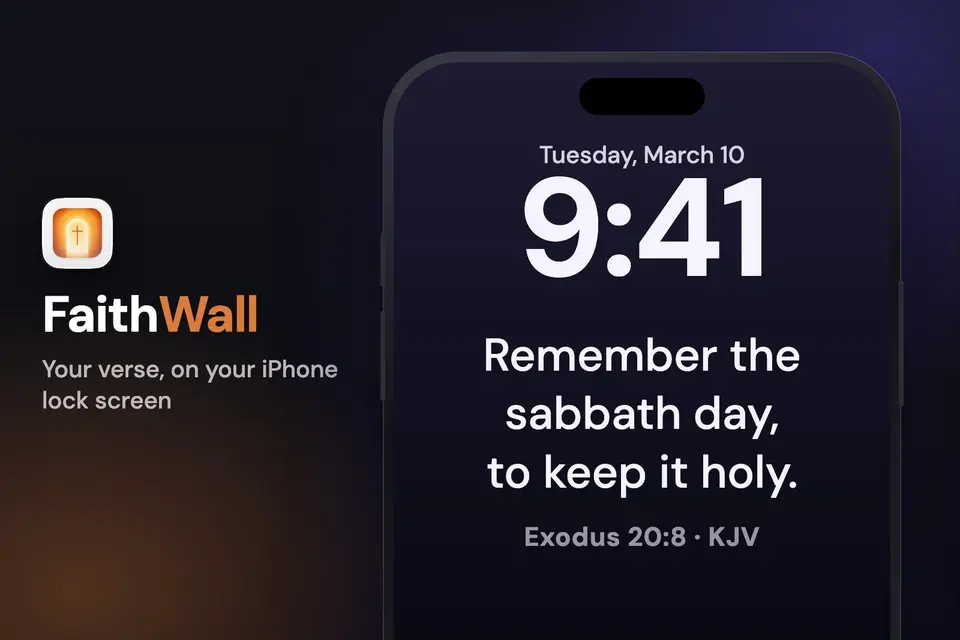 FaithWall
Your verse, on your iPhone
lock screen
Tuesday, March 10
9:41
Remember the
sabbath day,
to keep it holy.
Exodus 20:8 · KJV